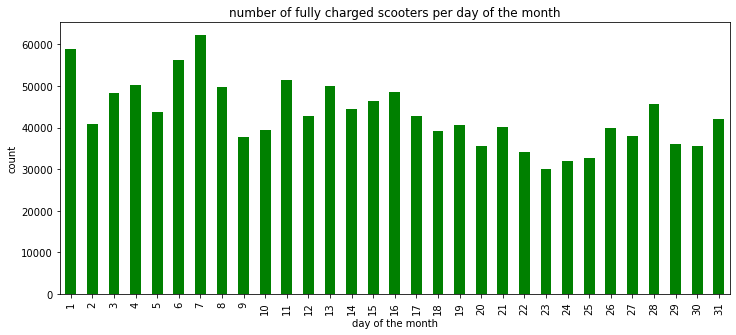 number of fully charged scooters per day of the month
60000
50000
40000
30000
20000
10000
0
count
1 2 3 4 5 6 7 8 9 10 11 12 13 14 15 16 17 18 19 20 21 22 23 24 25 26 27 28 29 30 31
day of the month